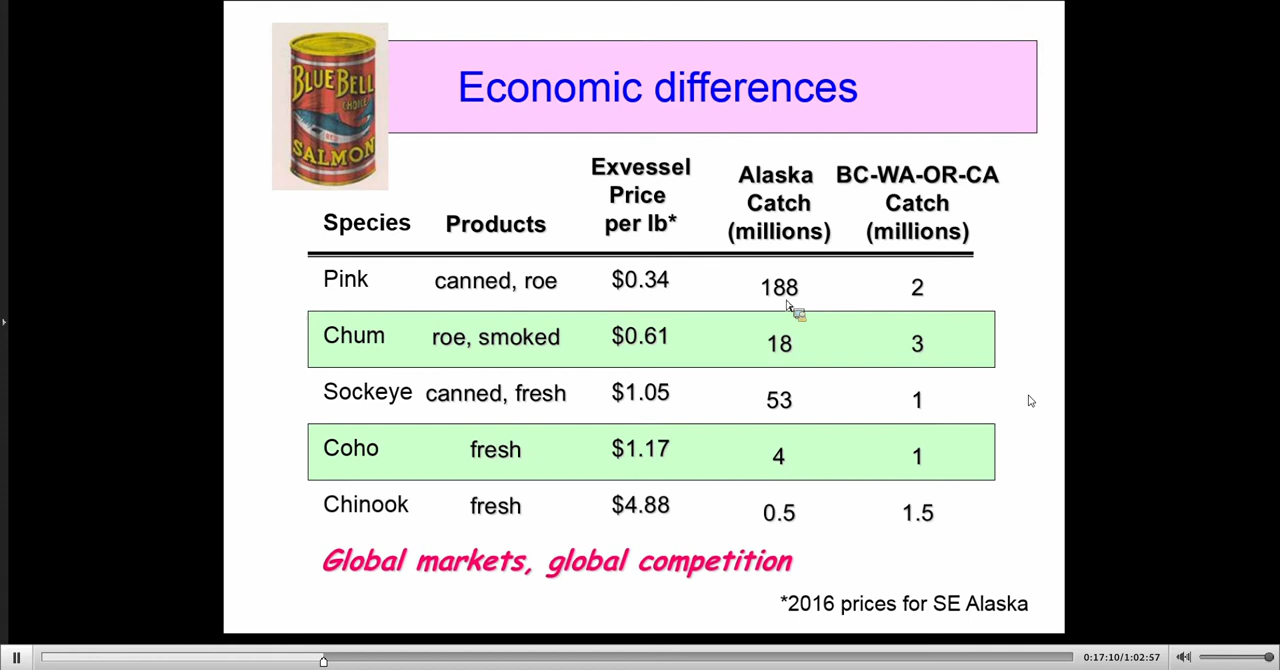 BLUE BELL
CHOICE
RED
SALMON
Economic differences
Species Products Exvessel Price per lb* Alaska Catch (millions) BC-WA-OR-CA Catch (millions)
Pink canned, roe $0.34 188 2
Chum roe, smoked $0.61 18 3
Sockeye canned, fresh $1.05 53 1
Coho fresh $1.17 4 1
Chinook fresh $4.88 0.5 1.5
Global markets, global competition
*2016 prices for SE Alaska
0:17:10/1:02:57